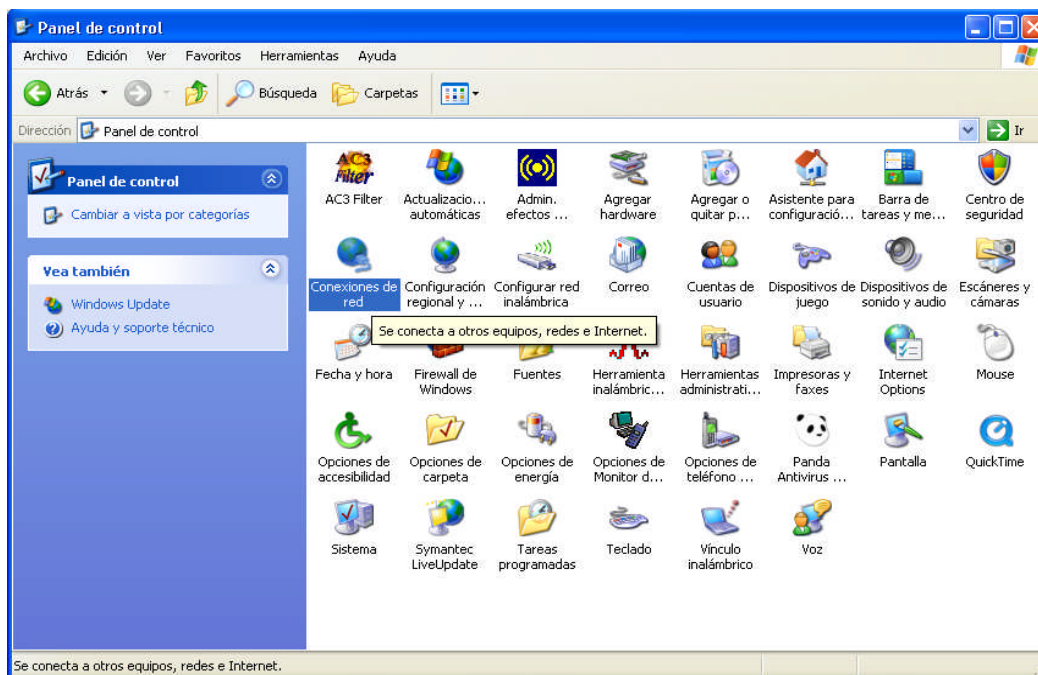 Panel de control
Archivo Edición Ver Favoritos Herramientas Ayuda
Atrás Búsqueda Carpetas
Dirección Panel de control Ir
Panel de control
Cambiar a vista por categorías
Vea también
Windows Update
Ayuda y soporte técnico
AC3 Filter
AC3 Filter
Actualizacio...
automáticas
Admin.
efectos ...
Agregar
hardware
Agregar o
quitar p...
Asistente para
configuració...
Barra de
tareas y me...
Centro de
seguridad
Conexiones de
red
Configuración
regional y ...
Configurar red
inalámbrica
Correo
Cuentas de
usuario
Dispositivos de
juego
Dispositivos de
sonido y audio
Escáneres y
cámaras
Se conecta a otros equipos, redes e Internet.
Fecha y hora
Firewall de
Windows
Fuentes
Herramienta
inalámbric...
Herramientas
administrati...
Impresoras y
faxes
Internet
Options
Mouse
Opciones de
accesibilidad
Opciones de
carpeta
Opciones de
energía
Opciones de
Monitor d...
Opciones de
teléfono ...
Panda
Antivirus ...
Pantalla
QuickTime
Sistema
Symantec
LiveUpdate
Tareas
programadas
Teclado
Vínculo
inalámbrico
Voz
Se conecta a otros equipos, redes e Internet.